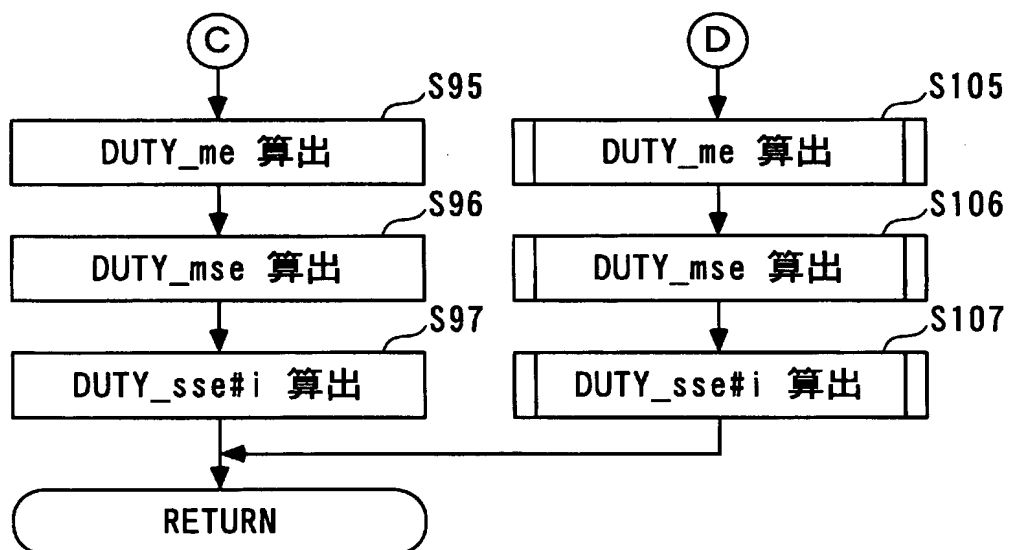 C
S95
DUTY_me 算出
S96
DUTY_mse 算出
S97
DUTY_sse#i 算出
D
S105
DUTY_me 算出
S106
DUTY_mse 算出
S107
DUTY_sse#i 算出
RETURN